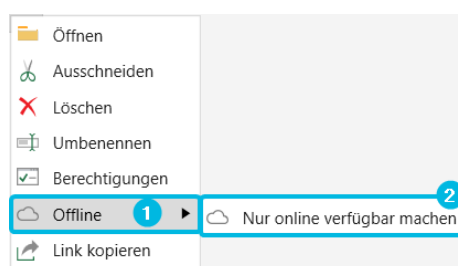 Öffnen
Ausschneiden
Löschen
Umbenennen
Berechtigungen
Offline 1
2
Nur online verfügbar machen
Link kopieren